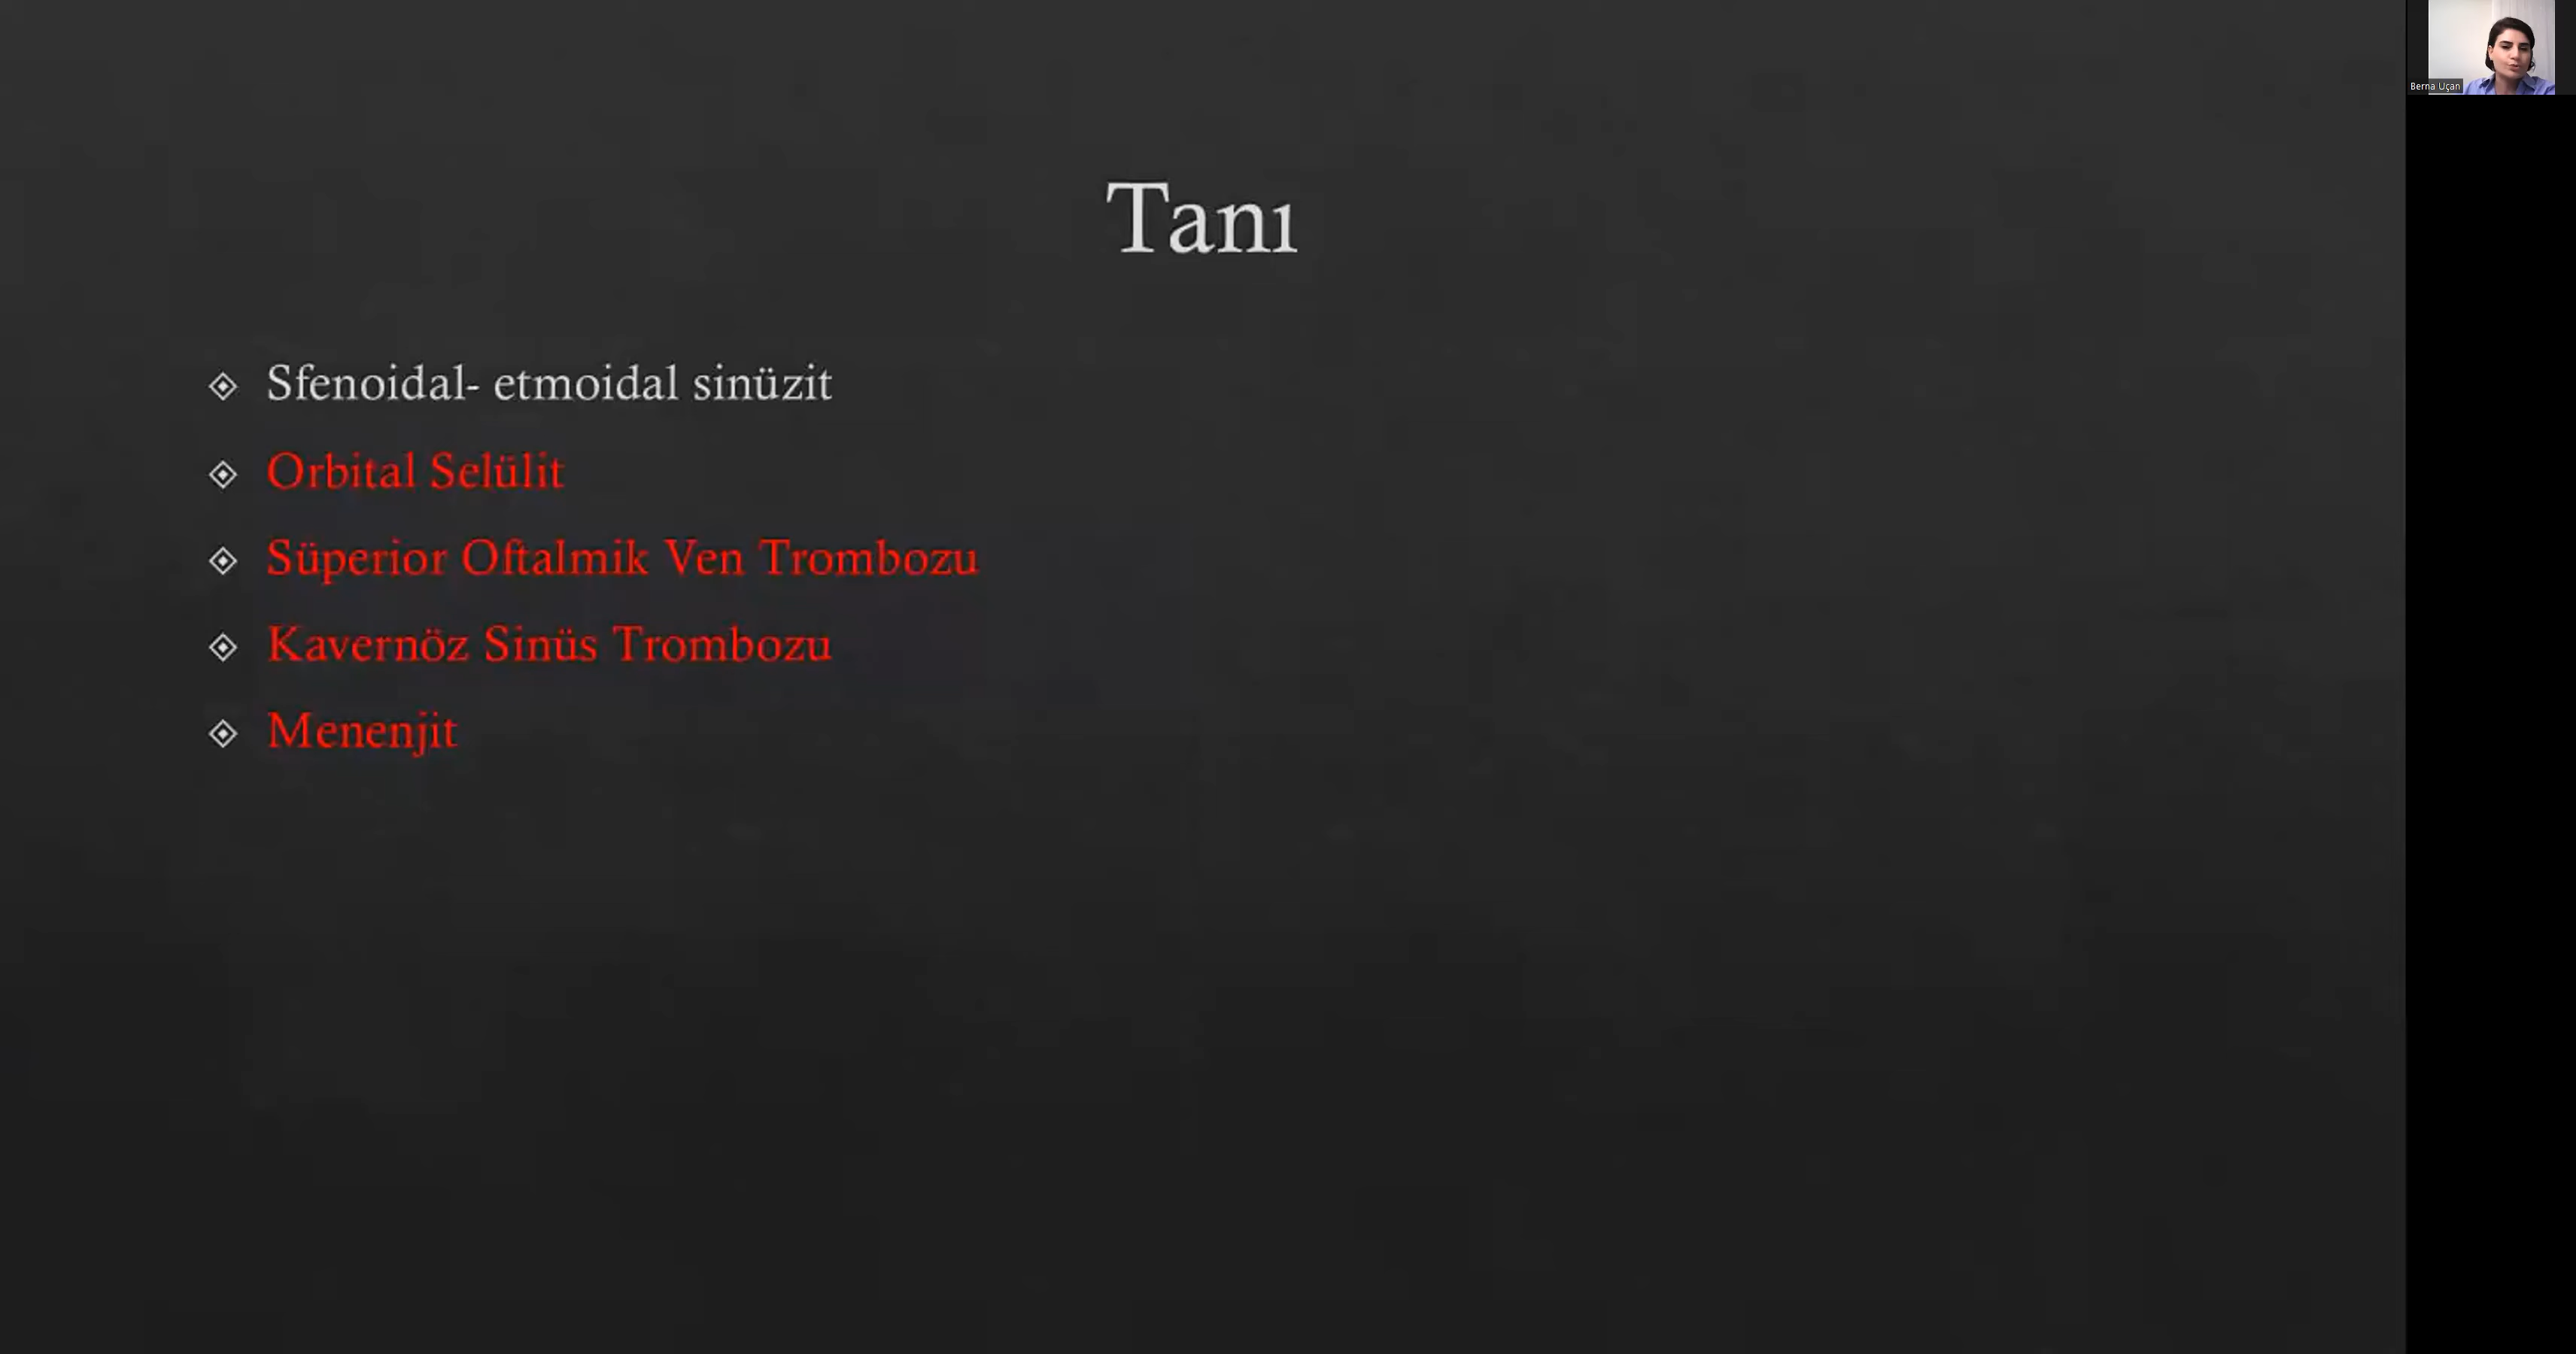 Tanı
Sfenoidal- etmoidal sinüzit
Orbital Selülit
Süperior Oftalmik Ven Trombozu
Kavernöz Sinüs Trombozu
Menenjit
Berna Uçan